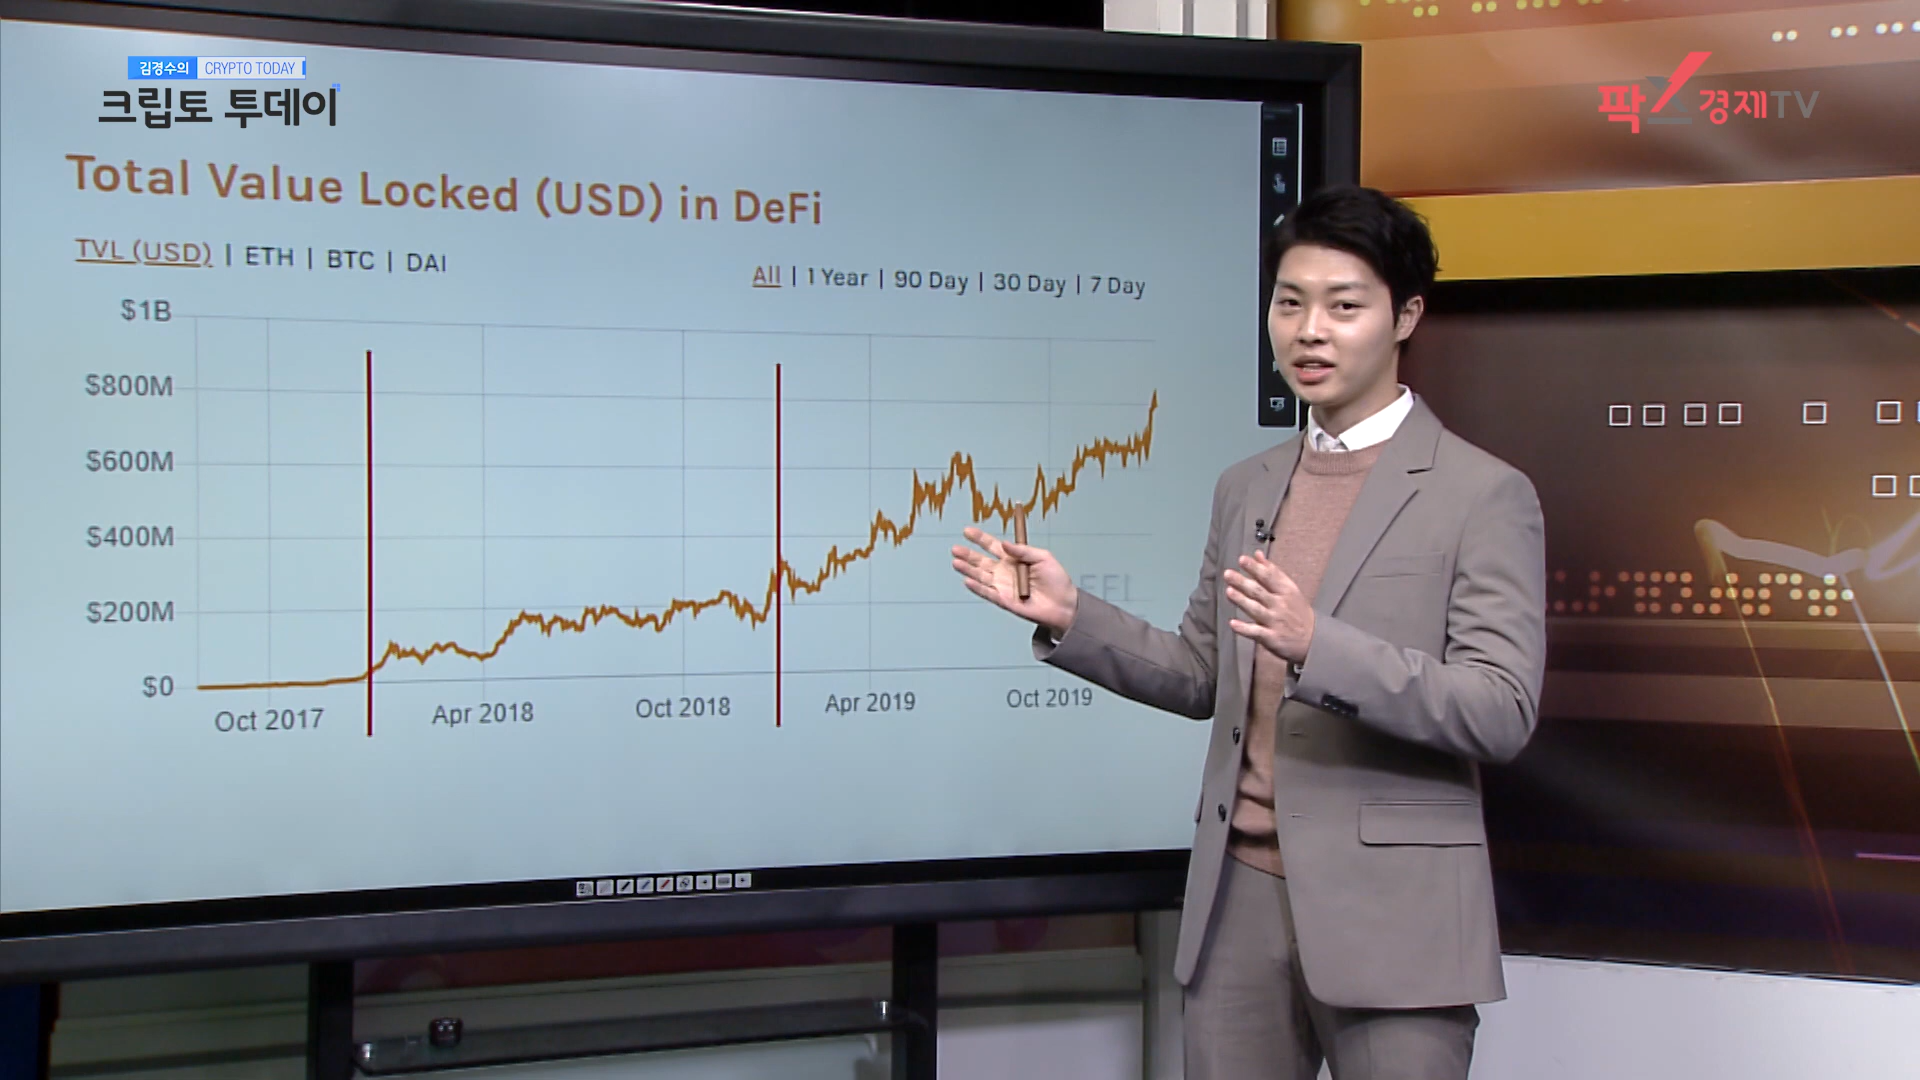 김경수의 CRYPTO TODAY
크립토 투데이
팍스경제TV
Total Value Locked (USD) in DeFi
TVL (USD) | ETH | BTC | DAI
All | 1 Year | 90 Day | 30 Day | 7 Day
$1B
$800M
$600M
$400M
$200M
$0
Oct 2017 Apr 2018 Oct 2018 Apr 2019 Oct 2019